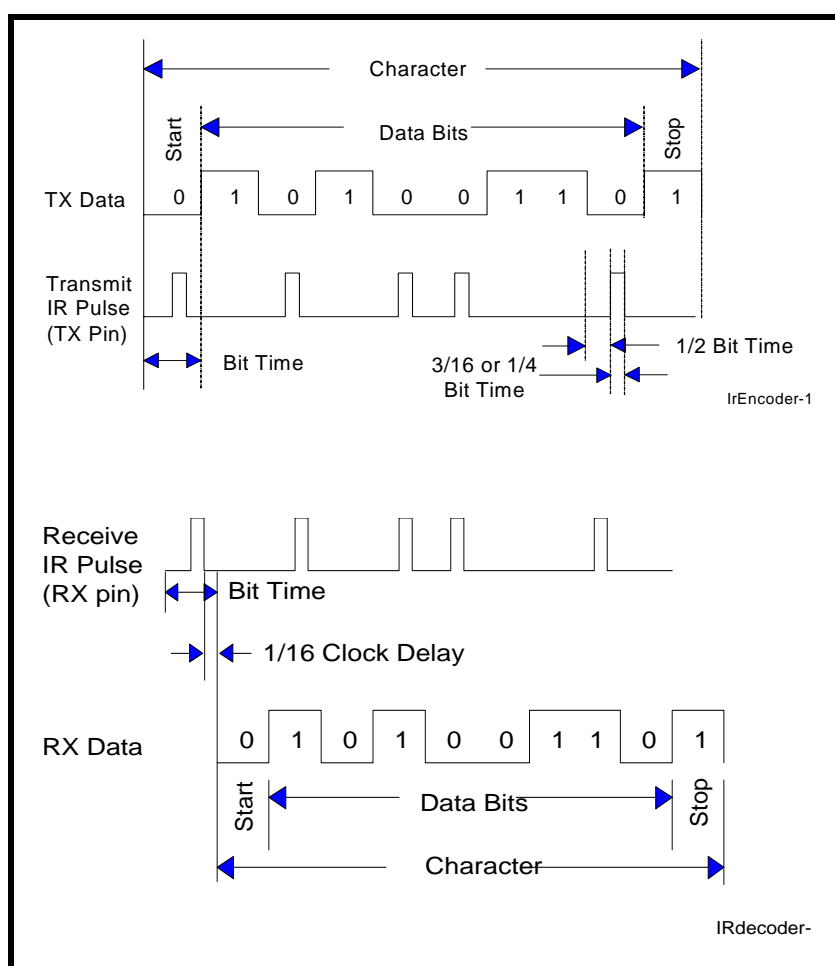 Character
Start
Data Bits
Stop
TX Data
0 1 0 1 0 0 1 1 0 1
Transmit
IR Pulse
(TX Pin)
Bit Time
1/2 Bit Time
3/16 or 1/4
Bit Time
IrEncoder-1
Receive
IR Pulse
(RX pin)
Bit Time
1/16 Clock Delay
RX Data
0 1 0 1 0 0 1 1 0 1
Start
Data Bits
Stop
Character
IRdecoder-